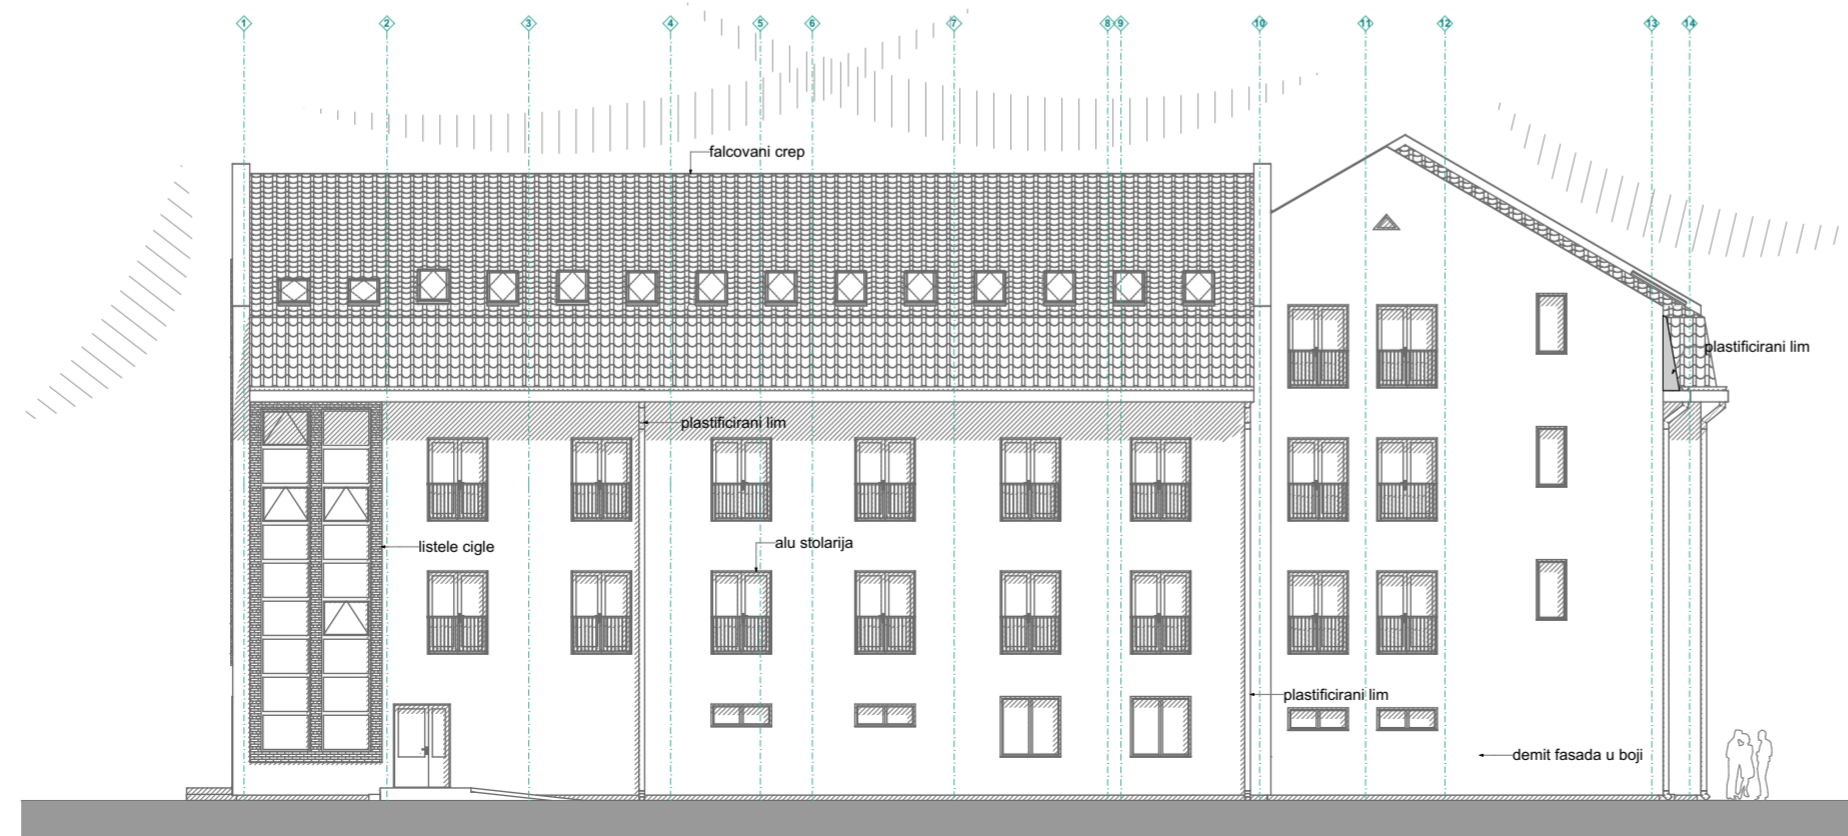 1 2 3 4 5 6 7 8 9 10 11 12 13 14
falcovani crep
plastificirani lim
plastificirani lim
listele cigle
alu stolarija
plastificirani lim
demit fasada u boji